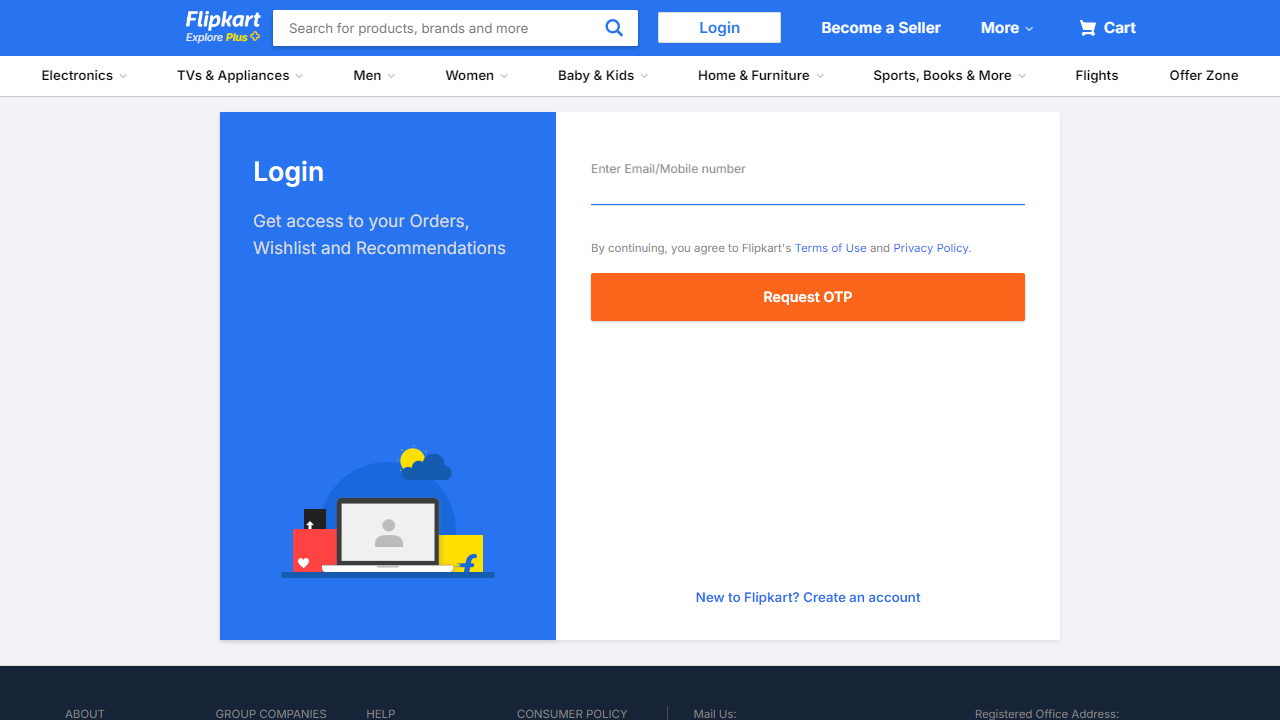 Flipkart
Explore Plus
Search for products, brands and more
Login
Become a Seller
More
Cart
Electronics
TVs & Appliances
Men
Women
Baby & Kids
Home & Furniture
Sports, Books & More
Flights
Offer Zone
Login
Get access to your Orders,
Wishlist and Recommendations
Enter Email/Mobile number
By continuing, you agree to Flipkart's Terms of Use and Privacy Policy.
Request OTP
New to Flipkart? Create an account
ABOUT
GROUP COMPANIES
HELP
CONSUMER POLICY
Mail Us:
Registered Office Address: